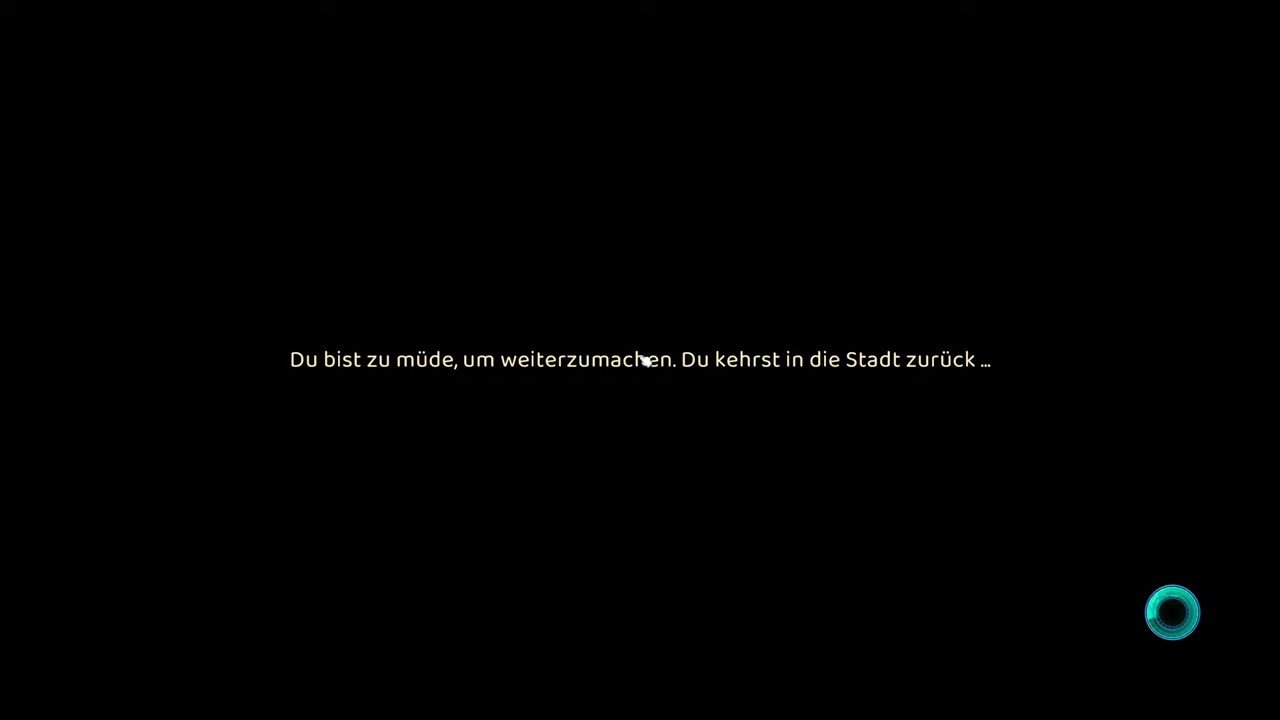 Du bist zu müde, um weiterzumachen. Du kehrst in die Stadt zurück ...